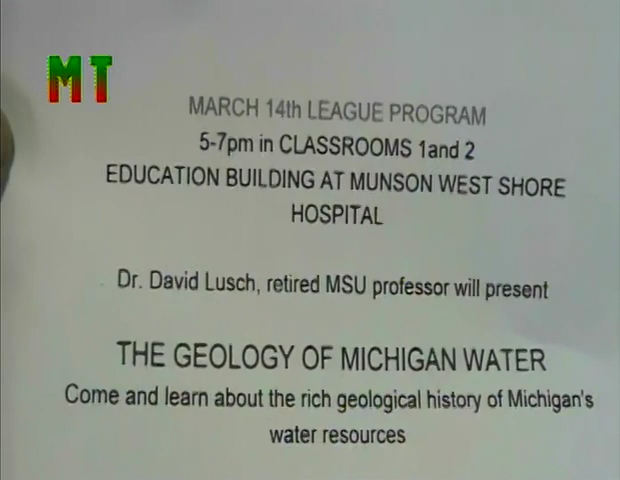 MT
MARCH 14th LEAGUE PROGRAM
5-7pm in CLASSROOMS 1and 2
EDUCATION BUILDING AT MUNSON WEST SHORE
HOSPITAL
Dr. David Lusch, retired MSU professor will present
THE GEOLOGY OF MICHIGAN WATER
Come and learn about the rich geological history of Michigan's
water resources